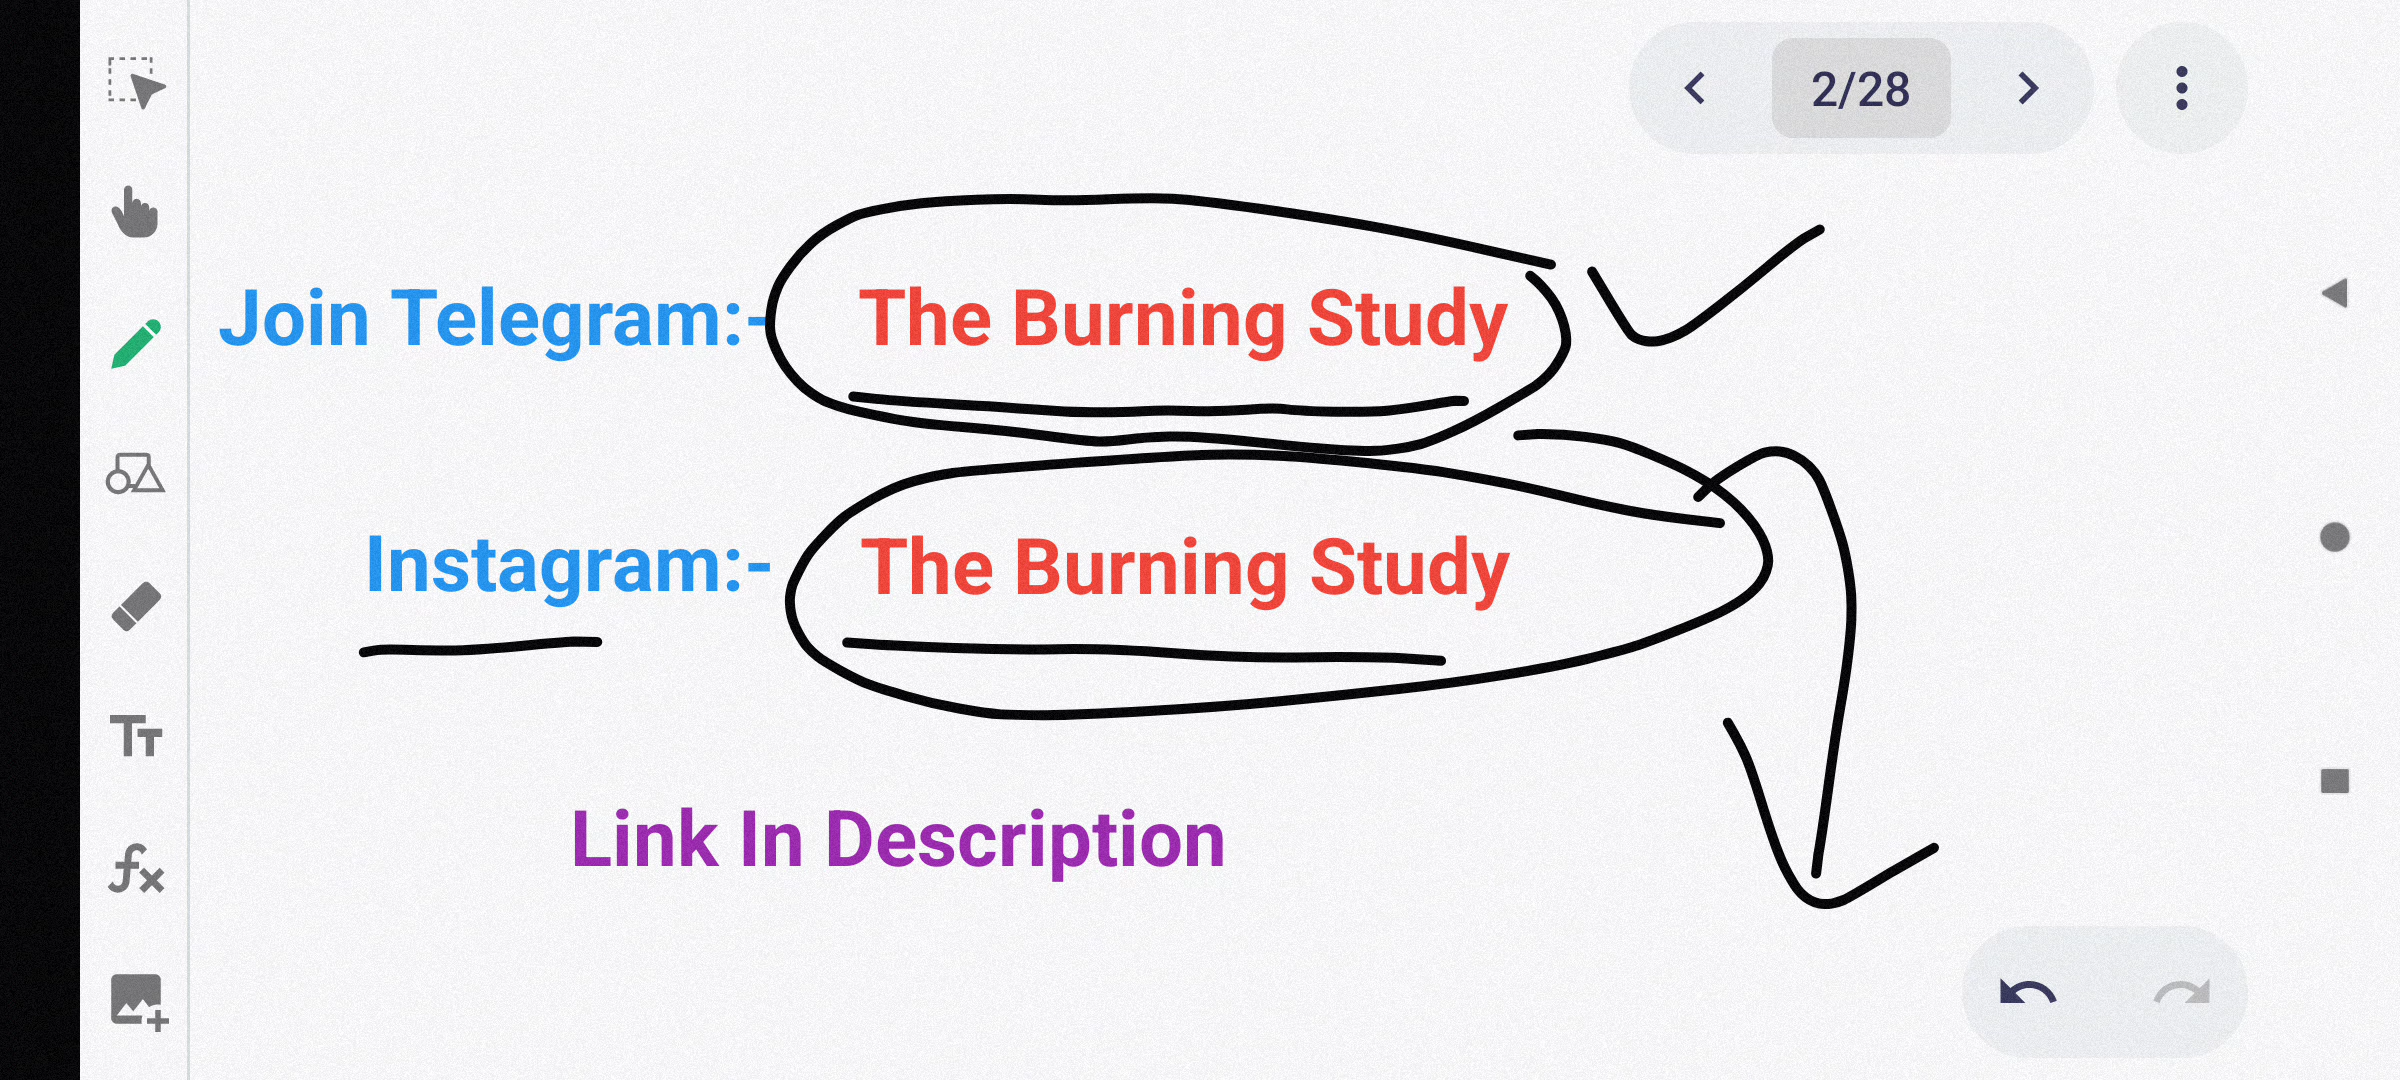 2/28
Join Telegram:- The Burning Study
Instagram:- The Burning Study
Link In Description